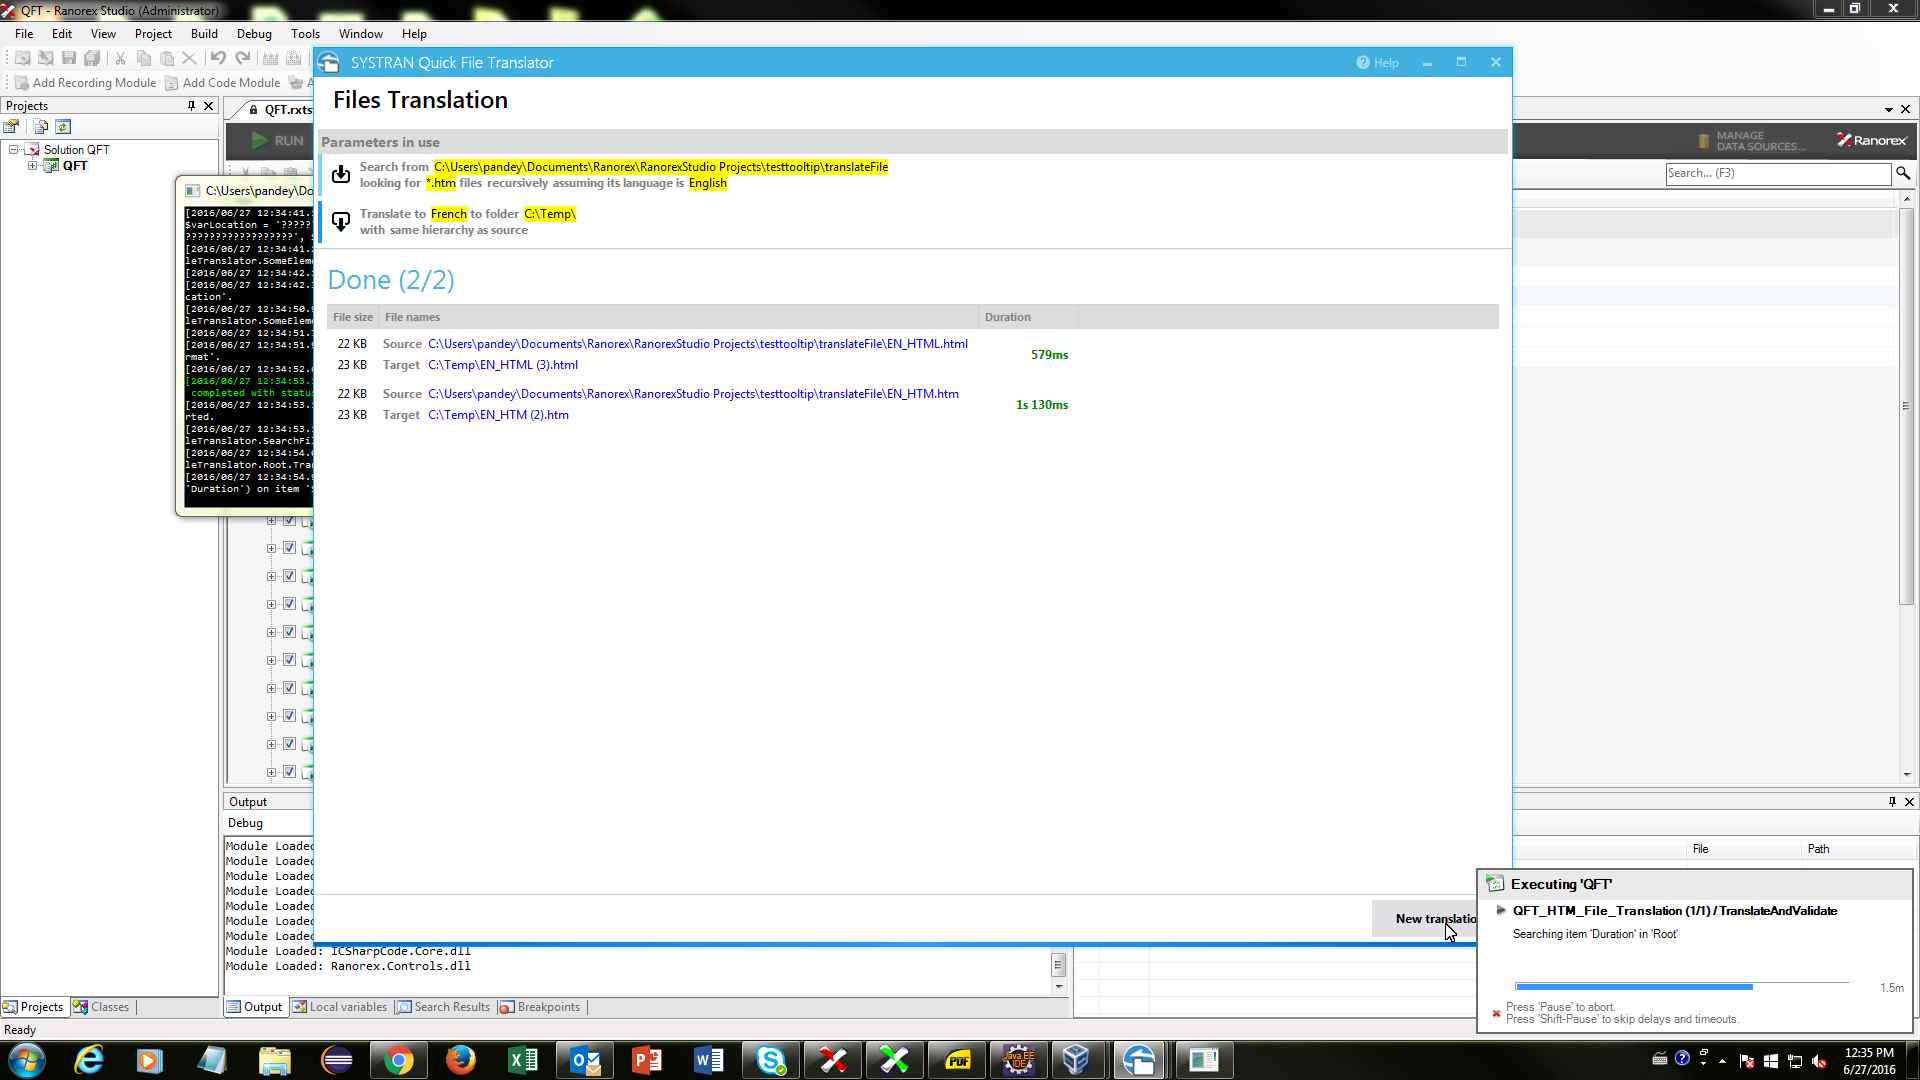 QFT - Ranorex Studio (Administrator)
File Edit View Project Build Debug Tools Window Help
Add Recording Module Add Code Module
SYSTRAN Quick File Translator
Help
Files Translation
Parameters in use
Search from C:\Users\pandey\Documents\Ranorex\RanorexStudio Projects\testtooltip\translateFile
looking for *.htm files recursively assuming its language is English
Translate to French to folder C:\Temp\
with same hierarchy as source
Done (2/2)
File size File names Duration
22 KB Source C:\Users\pandey\Documents\Ranorex\RanorexStudio Projects\testtooltip\translateFile\EN_HTML.html
579ms
23 KB Target C:\Temp\EN_HTML (3).html
22 KB Source C:\Users\pandey\Documents\Ranorex\RanorexStudio Projects\testtooltip\translateFile\EN_HTM.htm
1s 130ms
23 KB Target C:\Temp\EN_HTM (2).htm
New translatio
Projects
Solution QFT
QFT
QFT.rxts
RUN
MANAGE
DATA SOURCES...
Ranorex
Search... (F3)
C:\Users\pandey\Do
[2016/06/27 12:34:41.
$varLocation = '?????
??????????????????',
[2016/06/27 12:34:41.
leTranslator.SomeElem
[2016/06/27 12:34:42.
[2016/06/27 12:34:42.
cation'.
[2016/06/27 12:34:50.
leTranslator.SomeElem
[2016/06/27 12:34:51.
[2016/06/27 12:34:51.
rmat'.
[2016/06/27 12:34:52.
[2016/06/27 12:34:53.
completed with statu
[2016/06/27 12:34:53.
rted.
[2016/06/27 12:34:53.
leTranslator.SearchFi
[2016/06/27 12:34:54.
leTranslator.Root.Tra
[2016/06/27 12:34:54.
'Duration') on item '
Output
Debug
Module Loaded
Module Loaded
Module Loaded
Module Loaded
Module Loaded
Module Loaded
Module Loaded
Module Loaded: ICSharpCode.Core.dll
Module Loaded: Ranorex.Controls.dll
File Path
Executing 'QFT'
QFT_HTM_File_Translation (1/1) / TranslateAndValidate
Searching item 'Duration' in 'Root'
1.5m
Press 'Pause' to abort.
Press 'Shift-Pause' to skip delays and timeouts.
Projects Classes
Output Local variables Search Results Breakpoints
Ready
PDF
Java EE
IDE
12:35 PM
6/27/2016